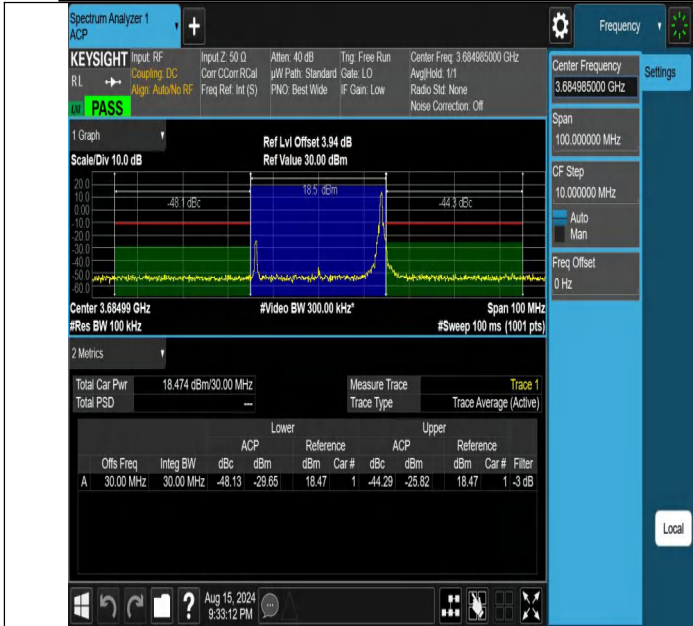 Spectrum Analyzer 1
ACP
+
Frequency
KEYSIGHT
RL
LXI
PASS
Input: RF
Coupling: DC
Align: Auto/No RF
Input Z: 50 Ω
Corr CCorr RCal
Freq Ref: Int (S)
Atten: 40 dB
µW Path: Standard
PNO: Best Wide
Trig: Free Run
Gate: LO
IF Gain: Low
Center Freq: 3.684985000 GHz
Avg|Hold: 1/1
Radio Std: None
Noise Correction: Off
Center Frequency
3.684985000 GHz
Settings
Span
100.000000 MHz
CF Step
10.000000 MHz
Auto
Man
Freq Offset
0 Hz
Local
1 Graph
Scale/Div 10.0 dB
Ref Lvl Offset 3.94 dB
Ref Value 30.00 dBm
20.0
10.0
0.00
-10.0
-20.0
-30.0
-40.0
-50.0
-60.0
-48.1 dBc
18.5 dBm
-44.3 dBc
Center 3.68499 GHz
#Video BW 300.00 kHz*
Span 100 MHz
#Res BW 100 kHz
#Sweep 100 ms (1001 pts)
2 Metrics
Total Car Pwr 18.474 dBm/30.00 MHz
Total PSD ---
Measure Trace Trace 1
Trace Type Trace Average (Active)
Lower Upper
ACP Reference ACP Reference
Offs Freq Integ BW dBc dBm dBm Car # dBc dBm dBm Car # Filter
A 30.00 MHz 30.00 MHz -48.13 -29.65 18.47 1 -44.29 -25.82 18.47 1 -3 dB
?
Aug 15, 2024
9:33:12 PM